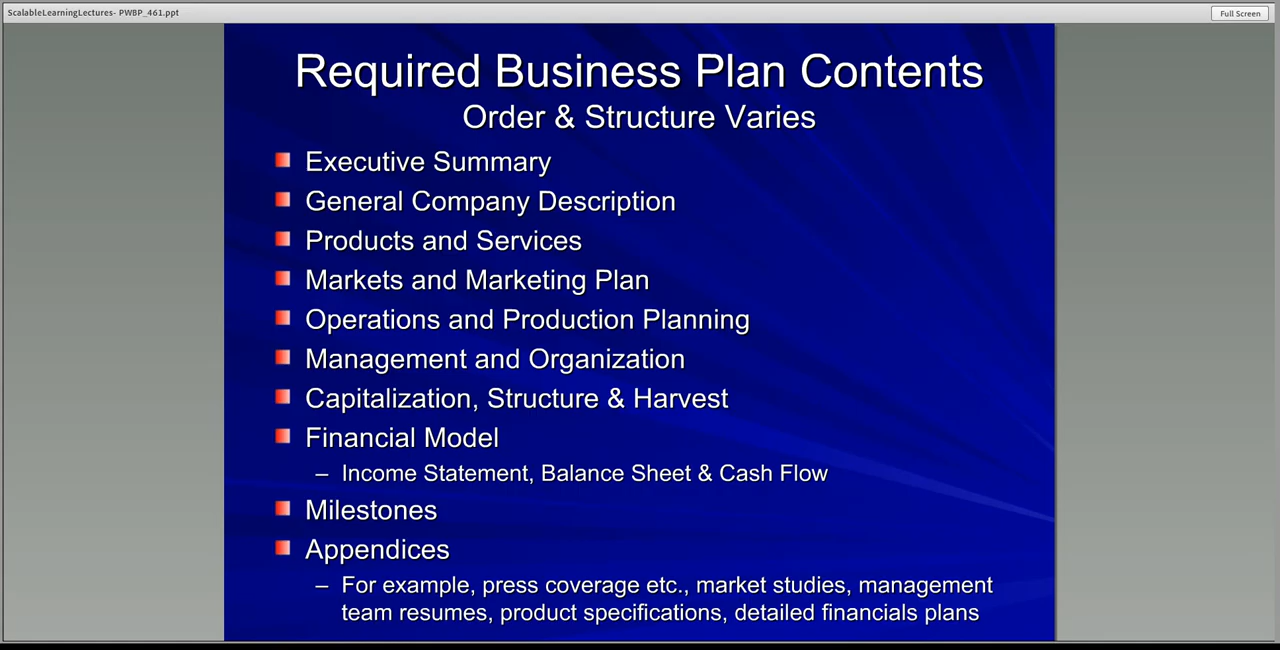 ScalableLearningLectures- PWBP_461.ppt
Full Screen
Required Business Plan Contents
Order & Structure Varies
Executive Summary
General Company Description
Products and Services
Markets and Marketing Plan
Operations and Production Planning
Management and Organization
Capitalization, Structure & Harvest
Financial Model
– Income Statement, Balance Sheet & Cash Flow
Milestones
Appendices
– For example, press coverage etc., market studies, management
team resumes, product specifications, detailed financials plans